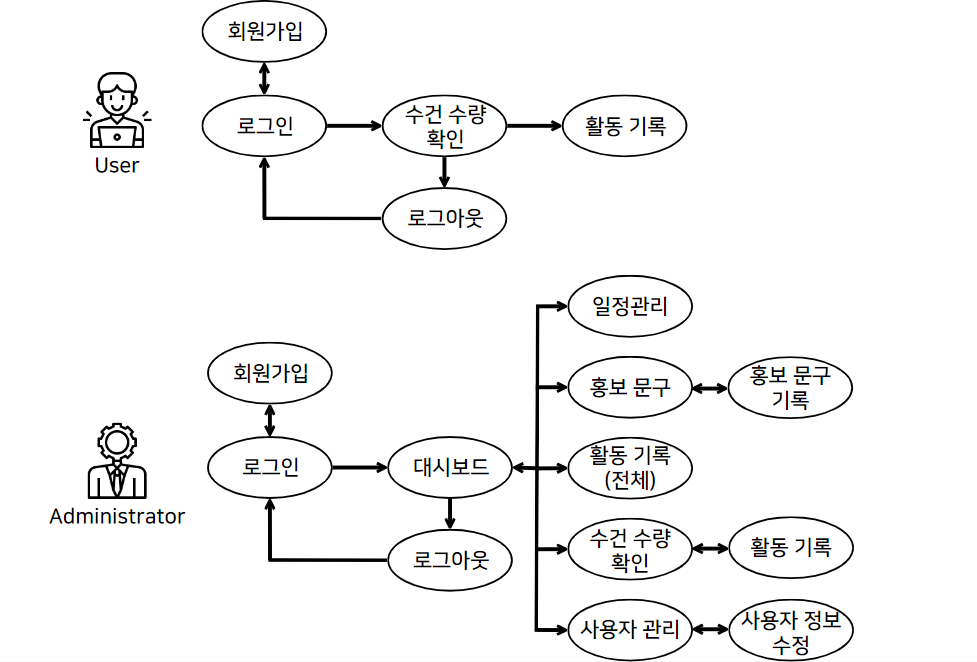 회원가입
로그인
수건 수량
확인
활동 기록
User
로그아웃
일정관리
회원가입
홍보 문구
홍보 문구
기록
로그인
대시보드
활동 기록
(전체)
Administrator
로그아웃
수건 수량
확인
활동 기록
사용자 관리
사용자 정보
수정